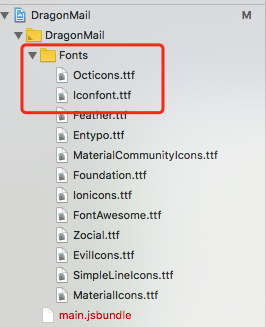 DragonMail
M
DragonMail
Fonts
Octicons.ttf
Iconfont.ttf
Feather.ttf
Entypo.ttf
MaterialCommunityIcons.ttf
Foundation.ttf
Ionicons.ttf
FontAwesome.ttf
Zocial.ttf
EvilIcons.ttf
SimpleLineIcons.ttf
MaterialIcons.ttf
main.jsbundle